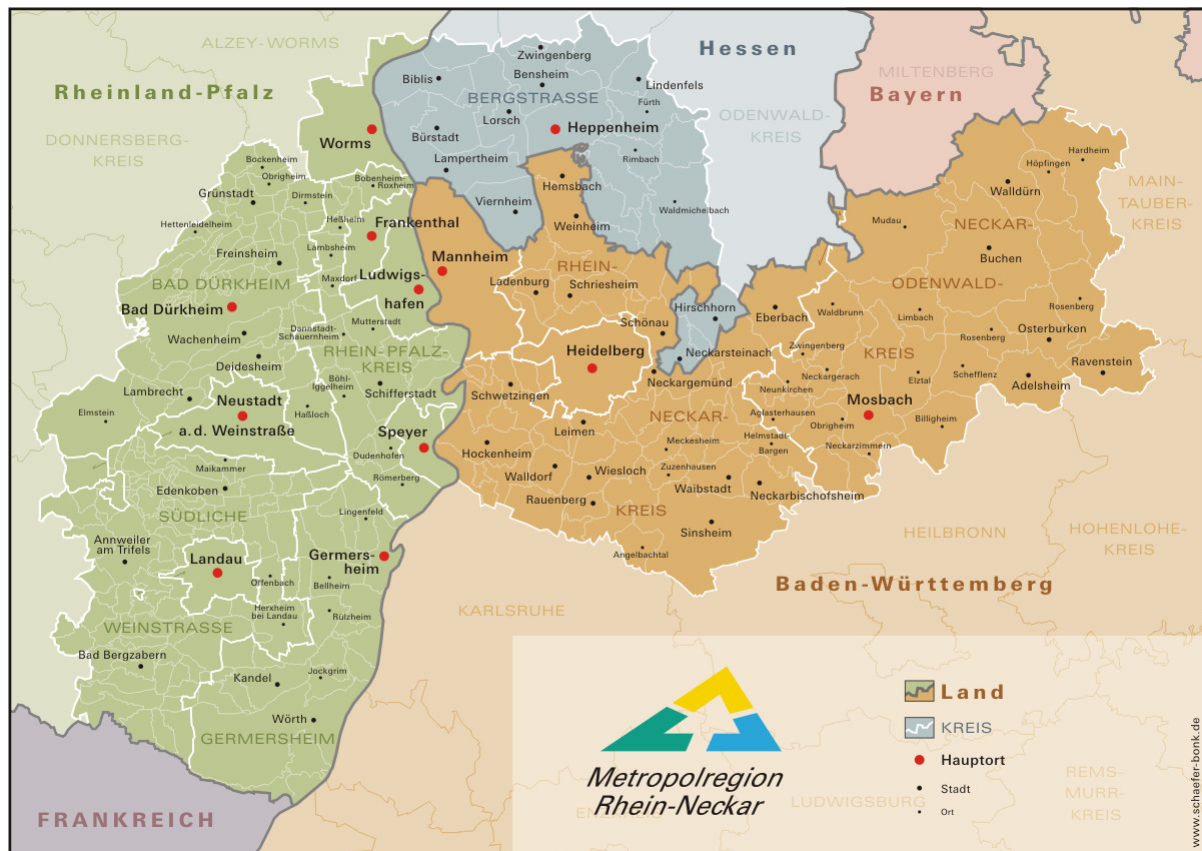 ALZEY-WORMS
Hessen
Zwingenberg
Bensheim
Biblis
Lindenfels
MILTENBERG
Bayern
Rheinland-Pfalz
BERGSTRASSE
Fürth
Lorsch
ODENWALD-
KREIS
DONNERSBERG-
KREIS
Worms
Bürstadt
Heppenheim
Rimbach
Lampertheim
Hardheim
Höpfingen
Bockenheim
Obrigheim
Bobenheim-
Roxheim
Hemsbach
Walldürn
MAIN-
TAUBER-
KREIS
Grünstadt
Dirmstein
Viernheim
Waldmichelbach
Hettenleidelheim
Heßheim
Frankenthal
Weinheim
Mudau
NECKAR-
Buchen
Freinsheim
Lambsheim
Mannheim
RHEIN-
BAD DÜRKHEIM
Maxdorf
Ludwigs-
hafen
Ladenburg
Schriesheim
ODENWALD-
Bad Dürkheim
Hirschhorn
Eberbach
Waldbrunn
Limbach
Rosenberg
Mutterstadt
Schönau
Wachenheim
Dannstadt-
Schauernheim
Rosenberg
Osterburken
RHEIN-PFALZ-
KREIS
Heidelberg
Neckarsteinach
Zwingenberg
KREIS
Deidesheim
Ravenstein
Böhl-
Iggelheim
Neckargemünd
Neckargerach
Elztal
Schefflenz
Adelsheim
Lambrecht
Schifferstadt
Schwetzingen
Neunkirchen
Neustadt
a.d. Weinstraße
Haßloch
Mosbach
Elmstein
NECKAR-
Aglasterhausen
Obrigheim
Billigheim
Speyer
Leimen
Meckesheim
Helmstadt-
Bargen
Hockenheim
Neckarzimmern
Dudenhofen
Maikammer
Walldorf
Wiesloch
Zuzenhausen
Römerberg
Waibstadt
Neckarbischofsheim
Edenkoben
Rauenberg
KREIS
SÜDLICHE
Lingenfeld
Sinsheim
HEILBRONN
HOHENLOHE-
KREIS
Annweiler
am Trifels
Landau
Germers-
heim
Angelbachtal
Offenbach
Bellheim
Baden-Württemberg
Herxheim
bei Landau
Rülzheim
KARLSRUHE
WEINSTRASSE
Bad Bergzabern
Kandel
Jockgrim
Wörth
GERMERSHEIM
FRANKREICH
Metropolregion
Rhein-Neckar
Land
KREIS
Hauptort
Stadt
Ort
LUDWIGSBURG
REMS-
MURR-
KREIS
www.schaefer-bonk.de